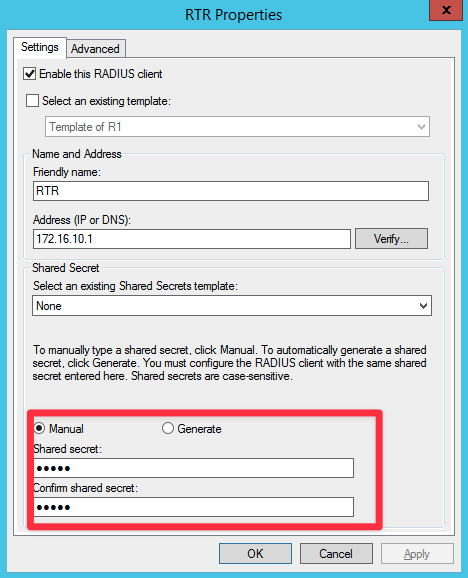 RTR Properties
x
Settings
Advanced
Enable this RADIUS client
Select an existing template:
Template of R1
Name and Address
Friendly name:
RTR
Address (IP or DNS):
172.16.10.1
Verify...
Shared Secret
Select an existing Shared Secrets template:
None
To manually type a shared secret, click Manual. To automatically generate a shared
secret, click Generate. You must configure the RADIUS client with the same shared
secret entered here. Shared secrets are case-sensitive.
Manual
Generate
Shared secret:
•••••
Confirm shared secret:
•••••
OK
Cancel
Apply